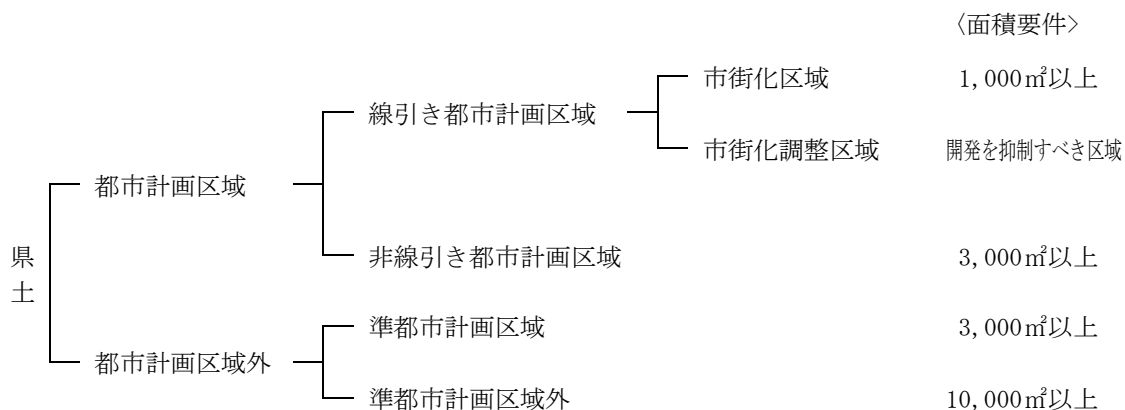 〈面積要件〉
市街化区域 1,000㎡以上
線引き都市計画区域
市街化調整区域 開発を抑制すべき区域
都市計画区域
県土
非線引き都市計画区域 3,000㎡以上
準都市計画区域 3,000㎡以上
都市計画区域外
準都市計画区域外 10,000㎡以上